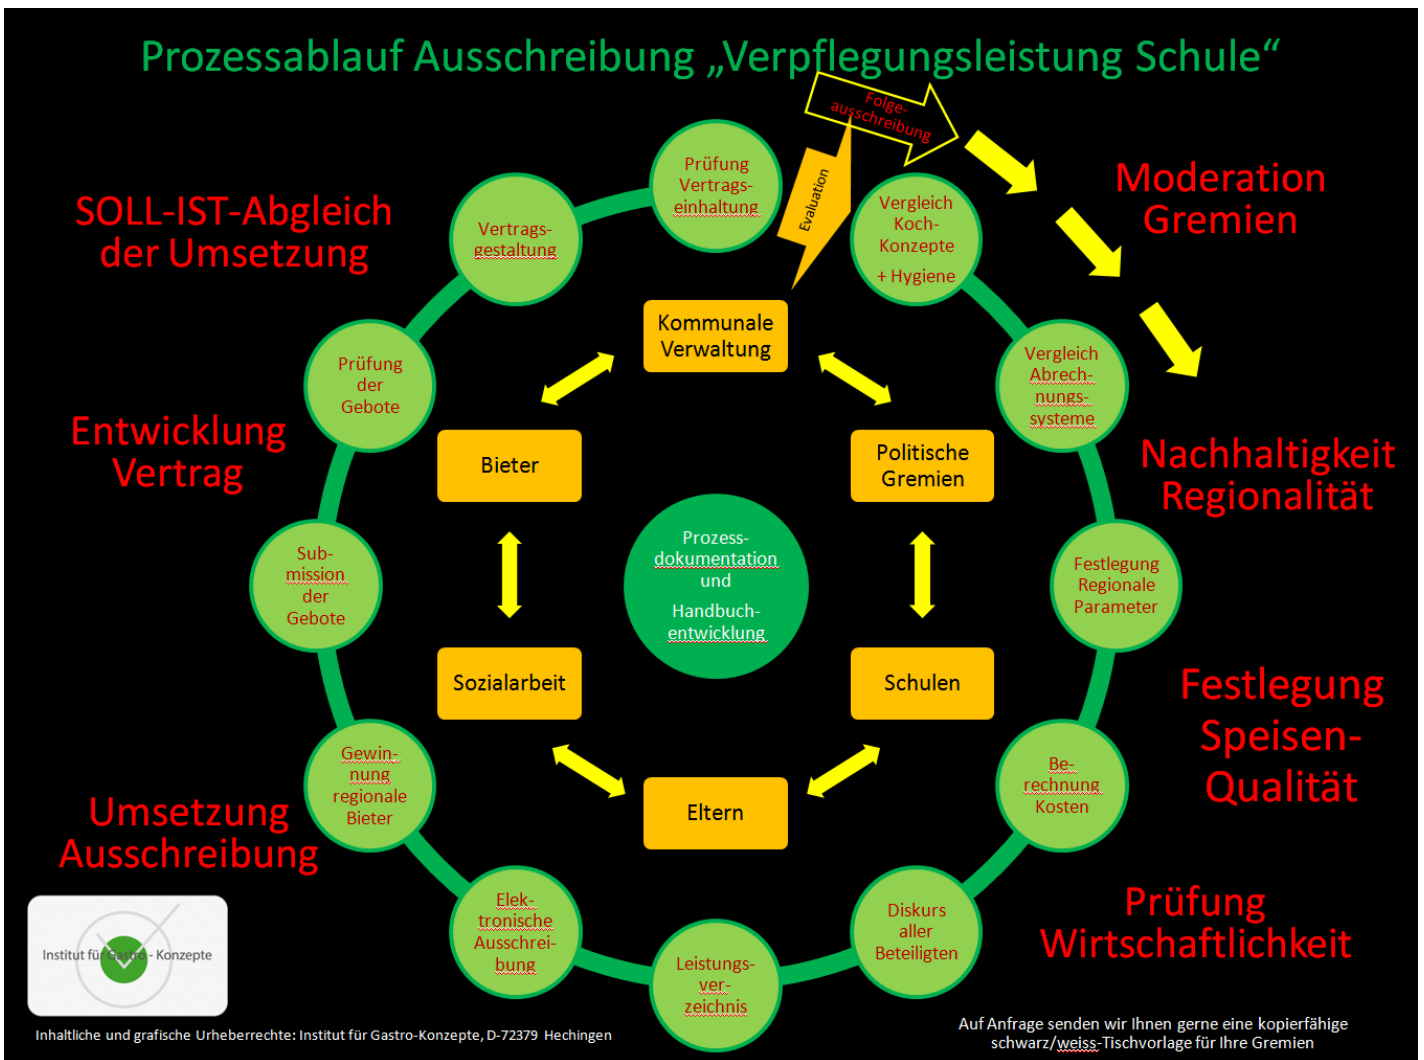 Prozessablauf Ausschreibung „Verpflegungsleistung Schule“
Folge-
ausschreibung
Evaluation
Prüfung
Vertrags-
einhaltung
Vergleich
Koch-
Konzepte
+ Hygiene
Vergleich
Abrech-
nungs-
systeme
Festlegung
Regionale
Parameter
Be-
rechnung
Kosten
Diskurs
aller
Beteiligten
Leistungs-
ver-
zeichnis
Elek-
tronische
Ausschrei-
bung
Gewin-
nung
regionale
Bieter
Sub-
mission
der
Gebote
Prüfung
der
Gebote
Vertrags-
gestaltung
Kommunale
Verwaltung
Politische
Gremien
Schulen
Eltern
Sozialarbeit
Bieter
Prozess-
dokumentation
und
Handbuch-
entwicklung
Moderation
Gremien
Nachhaltigkeit
Regionalität
Festlegung
Speisen-
Qualität
Prüfung
Wirtschaftlichkeit
Umsetzung
Ausschreibung
Entwicklung
Vertrag
SOLL-IST-Abgleich
der Umsetzung
Institut für Gastro - Konzepte
Inhaltliche und grafische Urheberrechte: Institut für Gastro-Konzepte, D-72379 Hechingen
Auf Anfrage senden wir Ihnen gerne eine kopierfähige
schwarz/weiss-Tischvorlage für Ihre Gremien